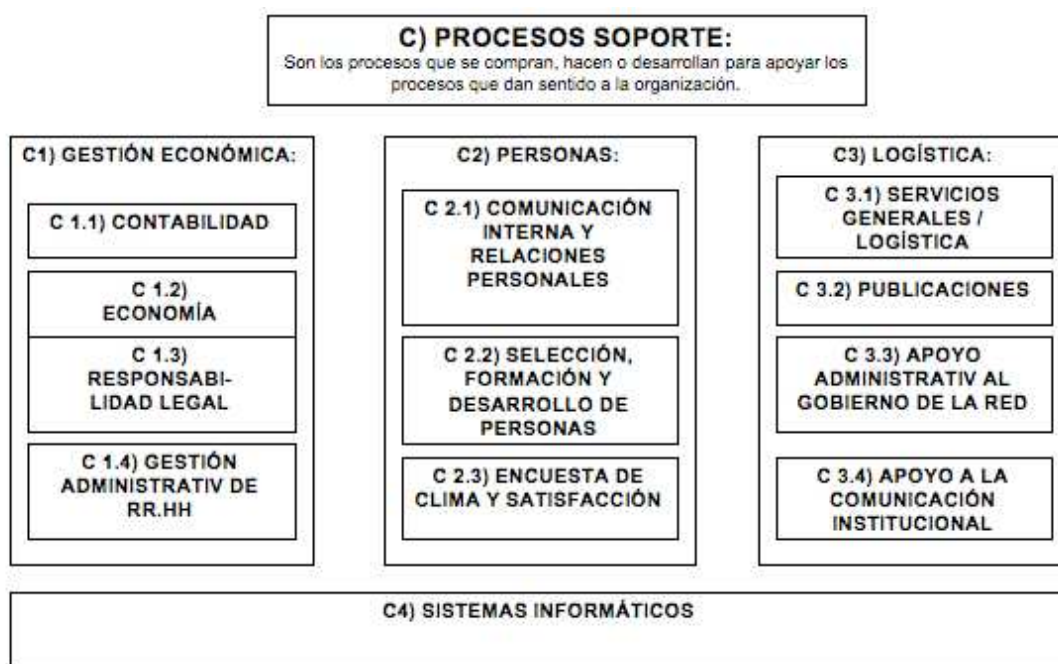 C) PROCESOS SOPORTE:
Son los procesos que se compran, hacen o desarrollan para apoyar los
procesos que dan sentido a la organización.
C1) GESTIÓN ECONÓMICA:
C 1.1) CONTABILIDAD
C 1.2)
ECONOMÍA
C 1.3)
RESPONSABI-
LIDAD LEGAL
C 1.4) GESTIÓN
ADMINISTRATIV DE
RR.HH
C2) PERSONAS:
C 2.1) COMUNICACIÓN
INTERNA Y
RELACIONES
PERSONALES
C 2.2) SELECCIÓN,
FORMACIÓN Y
DESARROLLO DE
PERSONAS
C 2.3) ENCUESTA DE
CLIMA Y SATISFACCIÓN
C3) LOGÍSTICA:
C 3.1) SERVICIOS
GENERALES /
LOGÍSTICA
C 3.2) PUBLICACIONES
C 3.3) APOYO
ADMINISTRATIV AL
GOBIERNO DE LA RED
C 3.4) APOYO A LA
COMUNICACIÓN
INSTITUCIONAL
C4) SISTEMAS INFORMÁTICOS